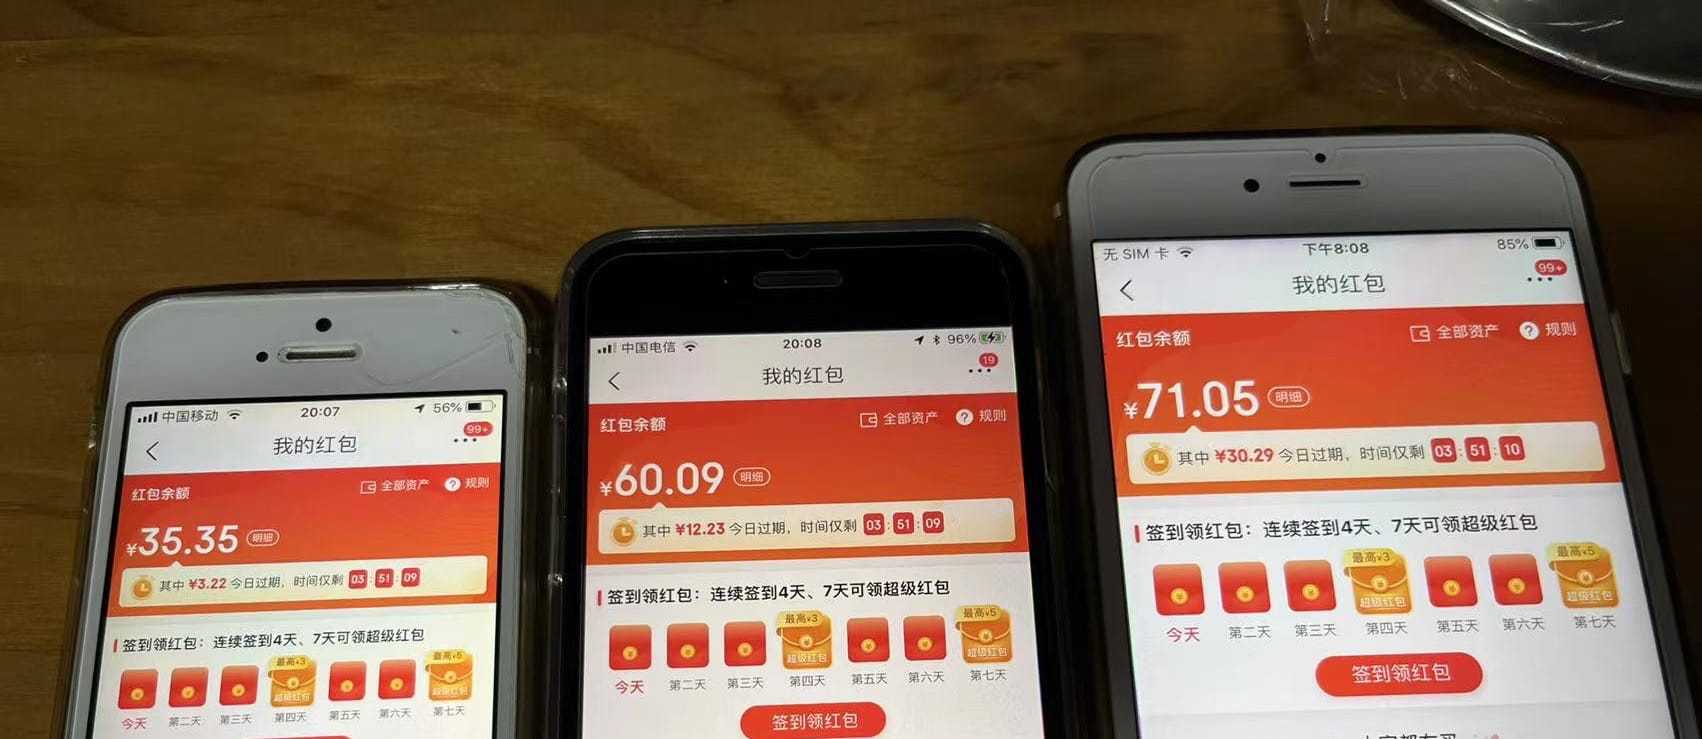 中国移动 20:07 56%
99+
我的红包
红包余额 全部资产 ? 规则
¥35.35 明细
其中 ¥3.22 今日过期，时间仅剩 03:51:09
签到领红包：连续签到4天、7天可领超级红包
最高¥3 最高¥5
超级红包 超级红包
今天 第二天 第三天 第四天 第五天 第六天 第七天
中国电信 20:08 96%
19
我的红包
红包余额 全部资产 ? 规则
¥60.09 明细
其中 ¥12.23 今日过期，时间仅剩 03:51:09
签到领红包：连续签到4天、7天可领超级红包
最高¥3 最高¥5
超级红包 超级红包
今天 第二天 第三天 第四天 第五天 第六天 第七天
签到领红包
无 SIM 卡 下午8:08 85%
99+
我的红包
红包余额 全部资产 ? 规则
¥71.05 明细
其中 ¥30.29 今日过期，时间仅剩 03:51:10
签到领红包：连续签到4天、7天可领超级红包
最高¥3 最高¥5
超级红包 超级红包
今天 第二天 第三天 第四天 第五天 第六天 第七天
签到领红包